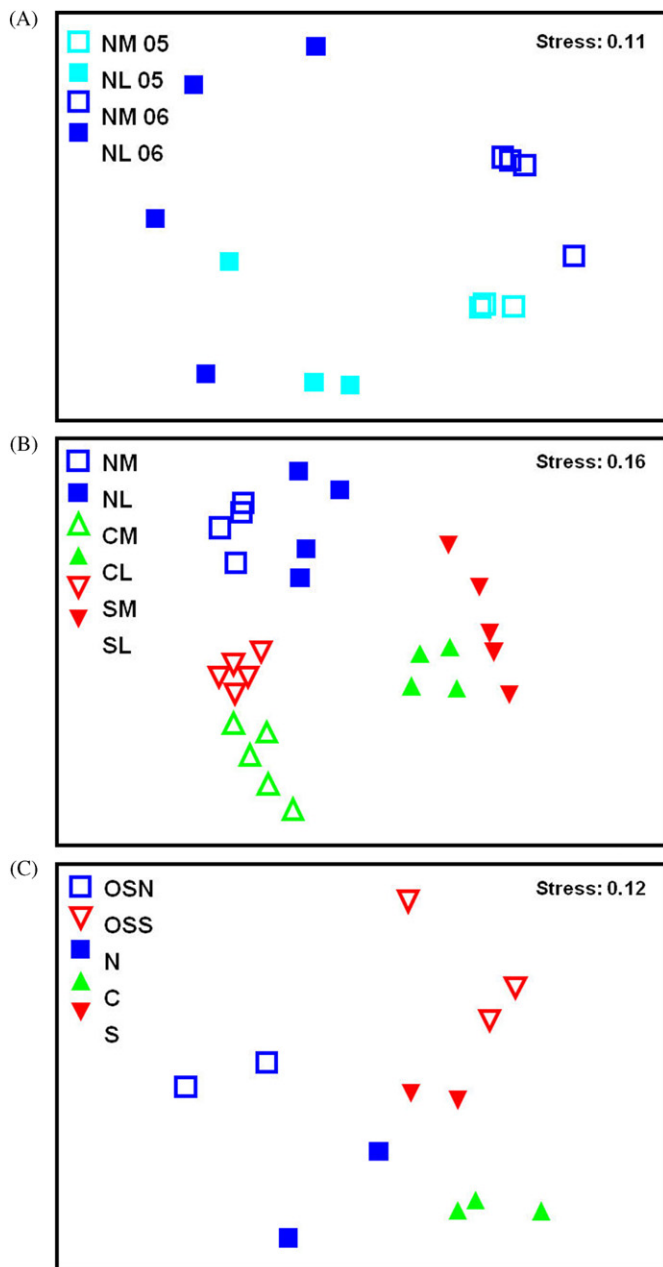 (A)
NM 05
Stress: 0.11
NL 05
NM 06
NL 06
(B)
NM
Stress: 0.16
NL
CM
CL
SM
SL
(C)
OSN
Stress: 0.12
OSS
N
C
S